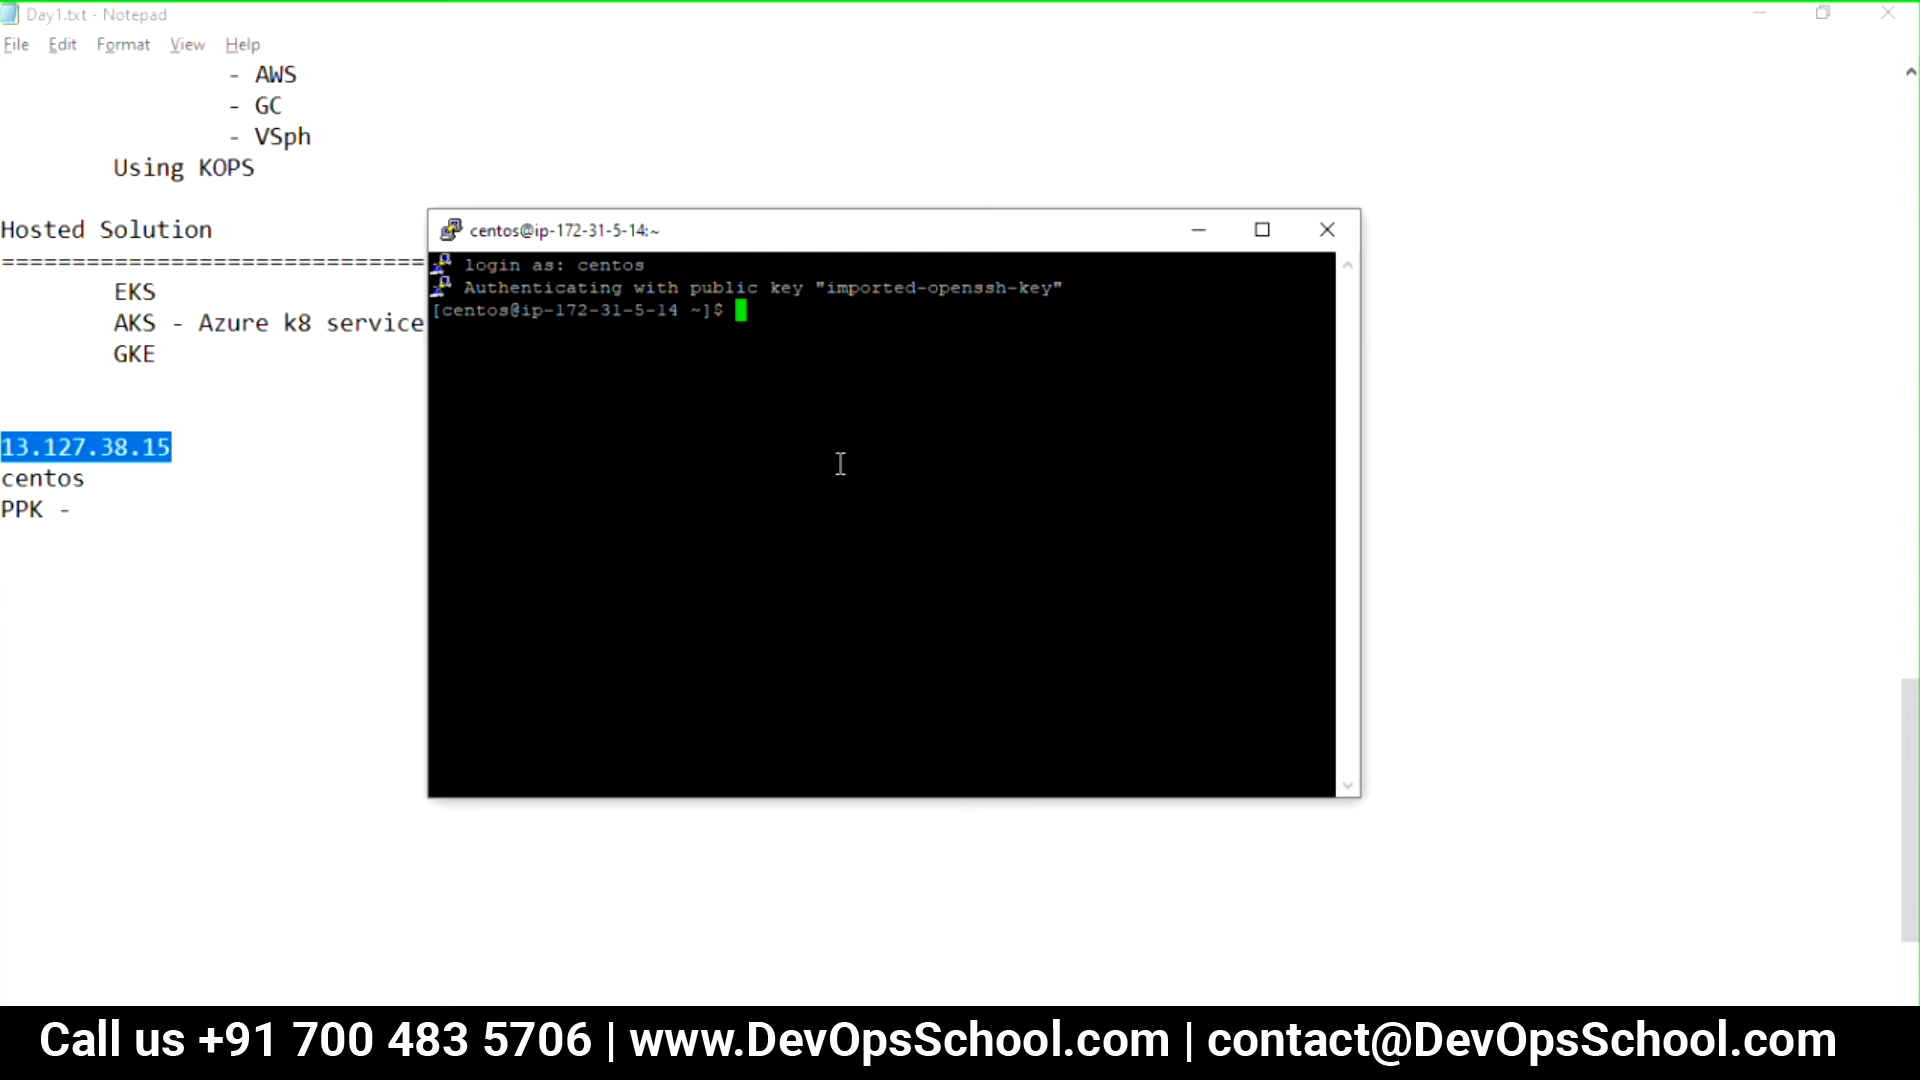 Day1.txt - Notepad
File Edit Format View Help
- AWS
- GC
- VSph
Using KOPS
Hosted Solution
==============================
EKS
AKS - Azure k8 service
GKE
13.127.38.15
centos
PPK -
centos@ip-172-31-5-14:~
login as: centos
Authenticating with public key "imported-openssh-key"
[centos@ip-172-31-5-14 ~]$
Call us +91 700 483 5706 | www.DevOpsSchool.com | contact@DevOpsSchool.com